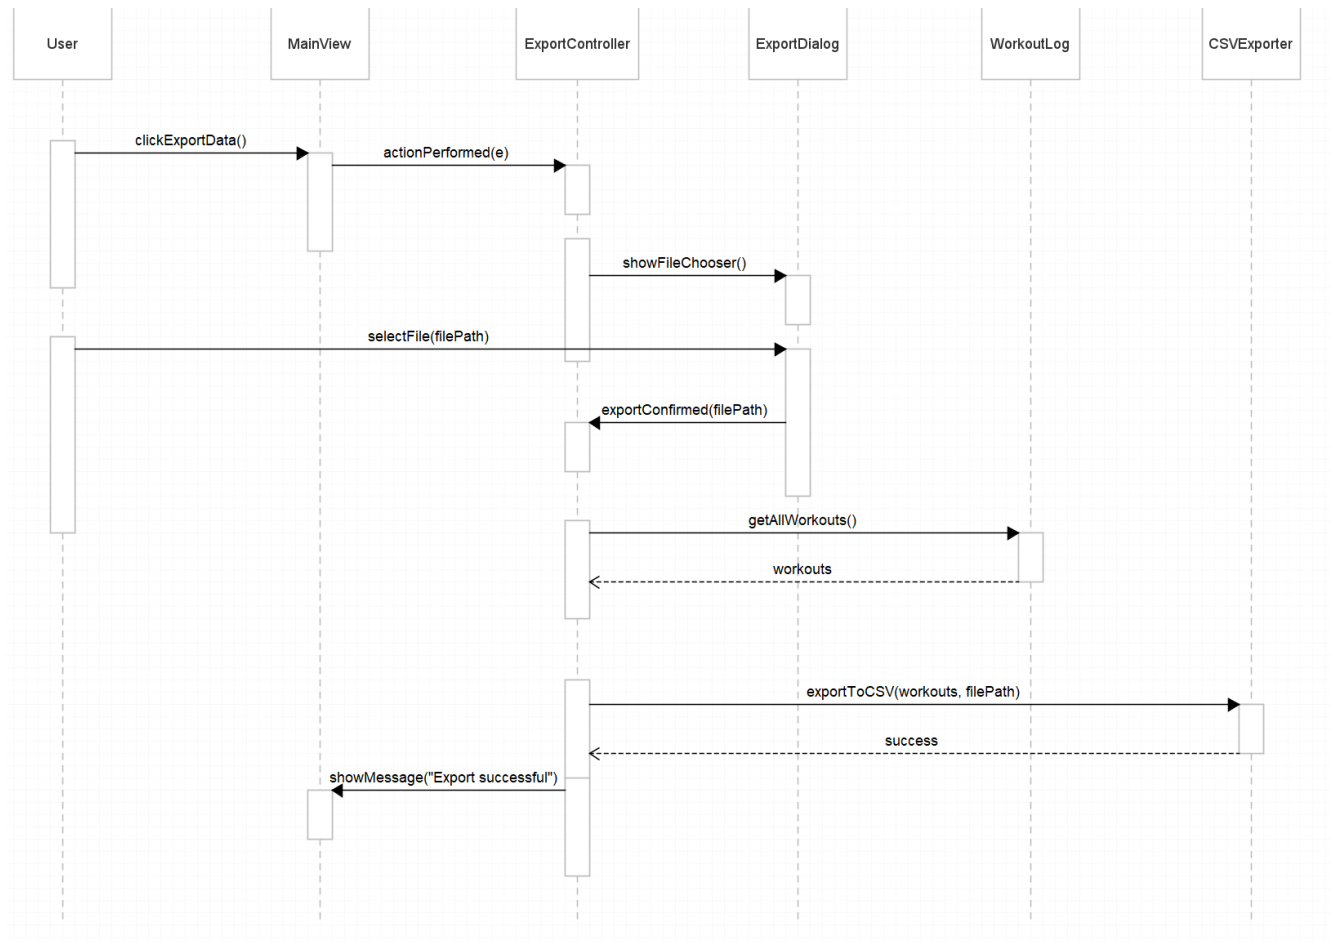 User
MainView
ExportController
ExportDialog
WorkoutLog
CSVExporter
clickExportData()
actionPerformed(e)
showFileChooser()
selectFile(filePath)
exportConfirmed(filePath)
getAllWorkouts()
workouts
exportToCSV(workouts, filePath)
success
showMessage("Export successful")